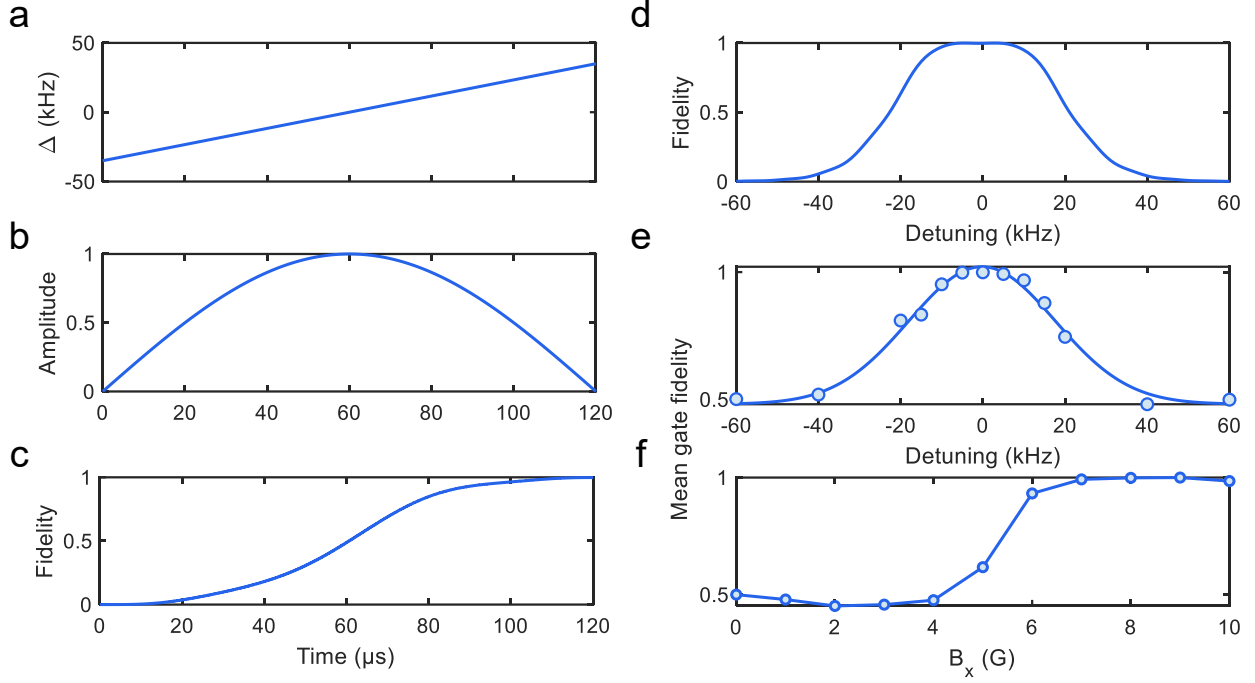 a
50
0
-50
Δ (kHz)
b
1
0.5
0
Amplitude
0 20 40 60 80 100 120
c
1
0.5
0
Fidelity
0 20 40 60 80 100 120
Time (µs)
d
1
0.5
0
Fidelity
-60 -40 -20 0 20 40 60
Detuning (kHz)
e
1
0.5
Mean gate fidelity
-60 -40 -20 0 20 40 60
Detuning (kHz)
f
1
0.5
0 2 4 6 8 10
Bx (G)